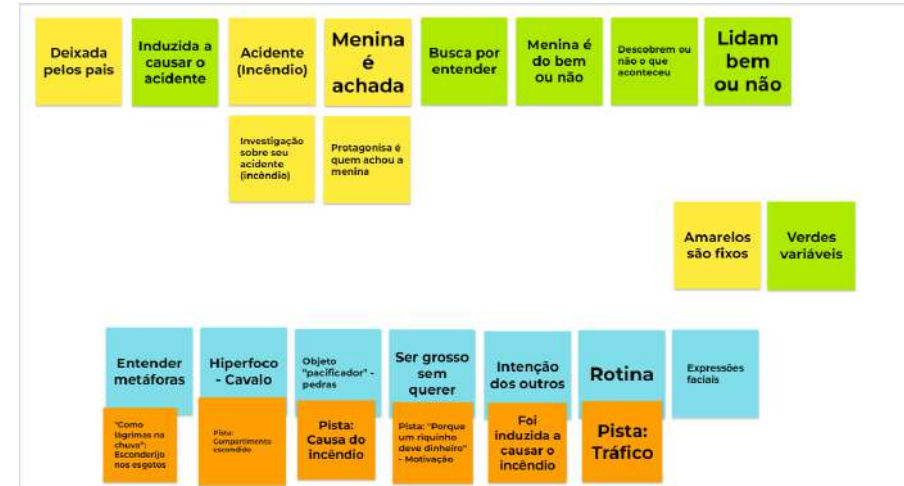 Deixada
pelos pais
Induzida a
causar o
acidente
Acidente
(Incêndio)
Menina
é
achada
Busca por
entender
Menina é
do bem
ou não
Descobrem ou
não o que
aconteceu
Lidam
bem
ou não
Investigação
sobre seu
acidente
(incêndio)
Protagonisa é
quem achou a
menina
Amarelos
são fixos
Verdes
variáveis
Entender
metáforas
Hiperfoco
- Cavalo
Objeto
"pacificador" -
pedras
Ser grosso
sem
querer
Intenção
dos outros
Rotina
Expressões
faciais
"Como
lágrimas na
chuva":
Esconderijo
nos esgotos
Pista:
Compartimento
escondido
Pista:
Causa do
incêndio
Pista: "Porque
um riquinho
deve dinheiro"
- Motivação
Foi
induzida a
causar o
incêndio
Pista:
Tráfico